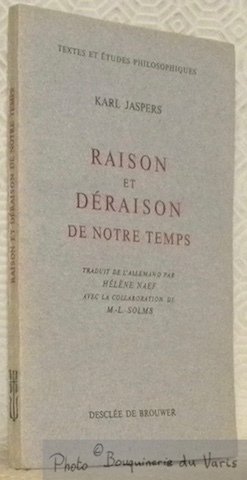 TEXTES ET ÉTUDES PHILOSOPHIQUES
KARL JASPERS
RAISON
ET
DÉRAISON
DE NOTRE TEMPS
TRADUIT DE L'ALLEMAND PAR
HÉLÈNE NAEF
AVEC LA COLLABORATION DE
M.-L. SOLMS
DESCLÉE DE BROUWER
RAISON ET DÉRAISON DE NOTRE TEMPS
Photo © Bouquinerie du Varis